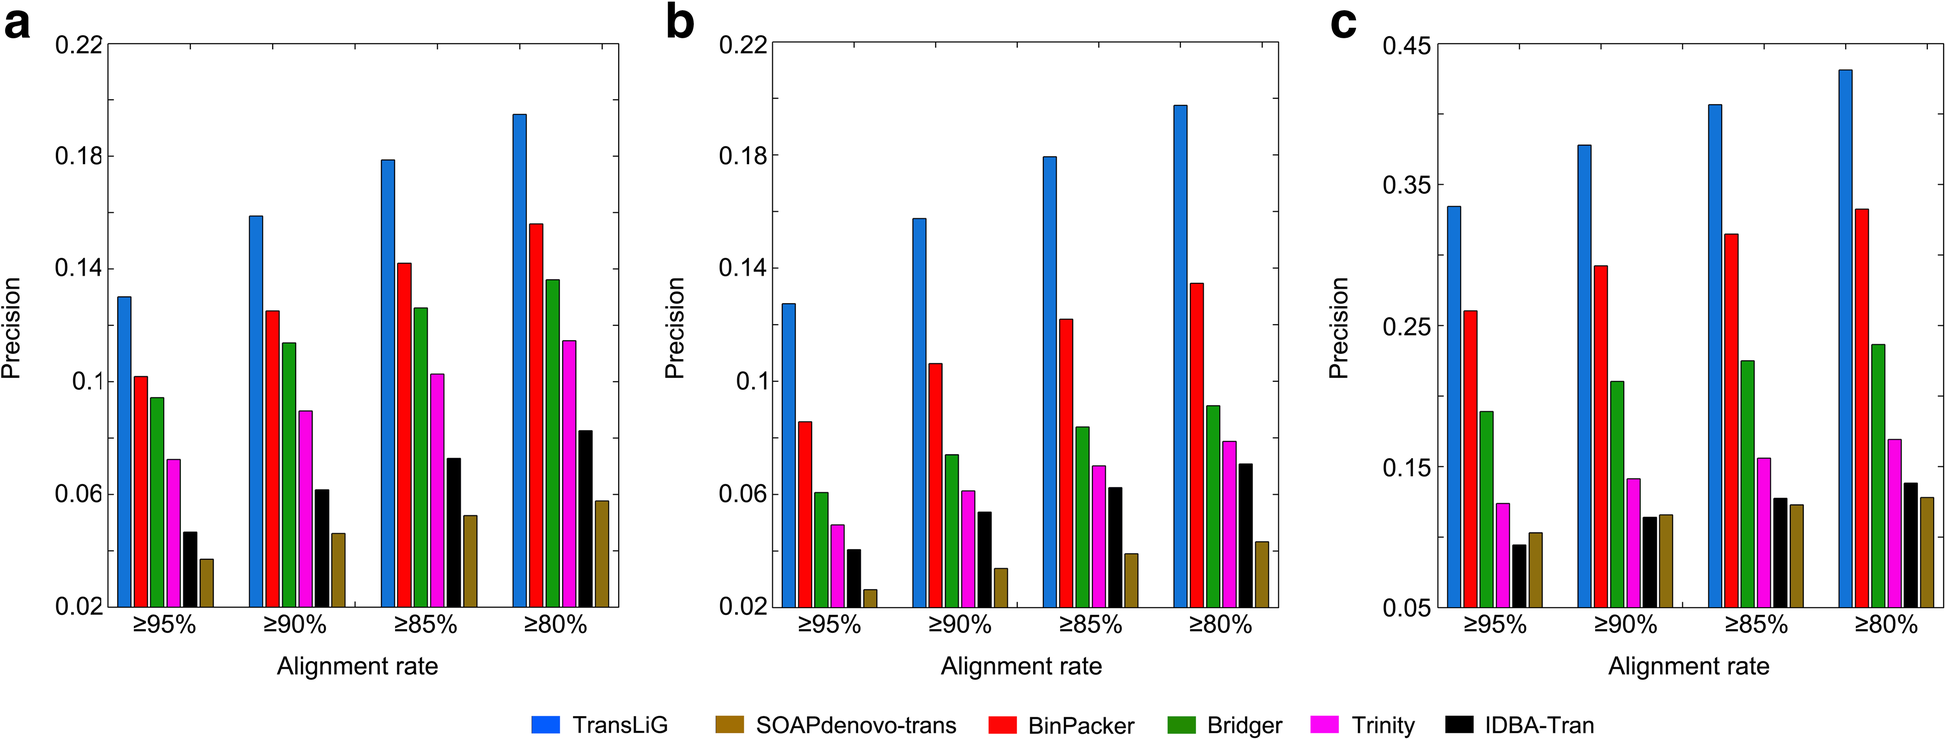 a
0.22
0.18
0.14
0.1
0.06
0.02
Precision
≥95% ≥90% ≥85% ≥80%
Alignment rate
b
0.22
0.18
0.14
0.1
0.06
0.02
Precision
≥95% ≥90% ≥85% ≥80%
Alignment rate
c
0.45
0.35
0.25
0.15
0.05
Precision
≥95% ≥90% ≥85% ≥80%
Alignment rate
TransLiG SOAPdenovo-trans BinPacker Bridger Trinity IDBA-Tran